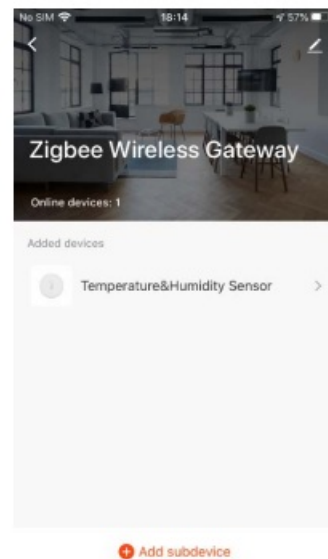 No SIM 18:14 57%
Zigbee Wireless Gateway
Online devices: 1
Added devices
Temperature&Humidity Sensor
Add subdevice